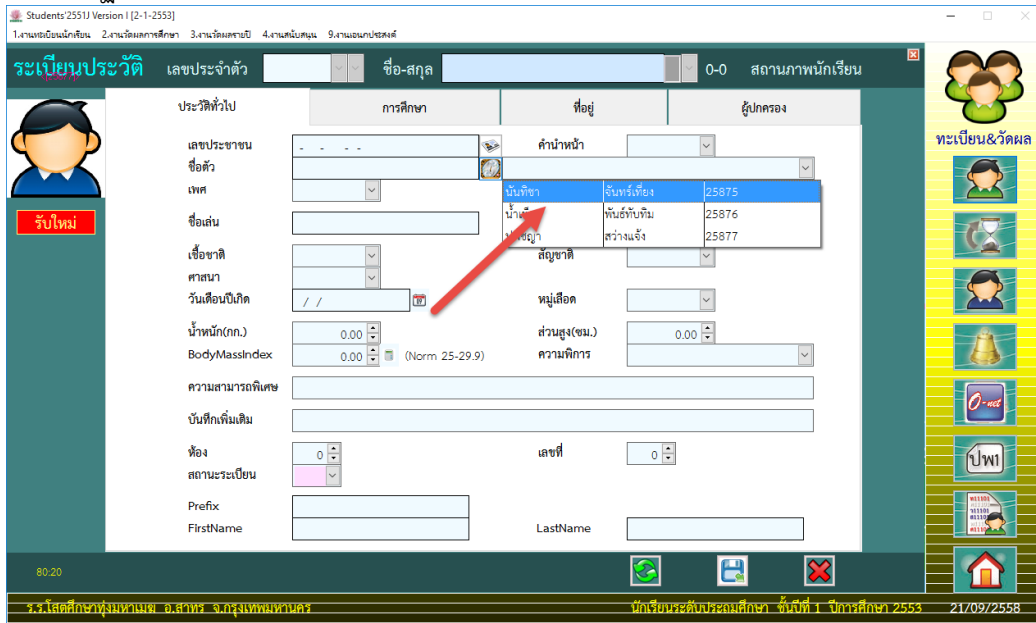 Students'2551J Version I [2-1-2553]
1.งานทะเบียนนักเรียน 2.งานวัดผลการศึกษา 3.งานวัดผลรายปี 4.งานสนับสนุน 9.งานเอนกประสงค์
ระเบียนประวัติ เลขประจำตัว ชื่อ-สกุล 0-0 สถานภาพนักเรียน
ประวัติทั่วไป การศึกษา ที่อยู่ ผู้ปกครอง
ทะเบียน&วัดผล
เลขประชาชน - - - - คำนำหน้า
ชื่อตัว
เพศ นันทิชา จันทร์เที่ยง 25875
พันธ์ทับทิม 25876
รับใหม่
ชื่อเล่น สว่างแจ้ง 25877
เชื้อชาติ สัญชาติ
ศาสนา
วันเดือนปีเกิด / / หมู่เลือด
น้ำหนัก(กก.) 0.00 ส่วนสูง(ซม.) 0.00
BodyMassIndex 0.00 (Norm 25-29.9) ความพิการ
ความสามารถพิเศษ
O-net
บันทึกเพิ่มเติม
ห้อง 0 เลขที่ 0
ปพ1
สถานะระเบียน
Prefix
FirstName LastName
80:20
ร.ร.โสตศึกษาทุ่งมหาเมฆ อ.สาทร จ.กรุงเทพมหานคร นักเรียนระดับประถมศึกษา ชั้นปีที่ 1 ปีการศึกษา 2553 21/09/2558